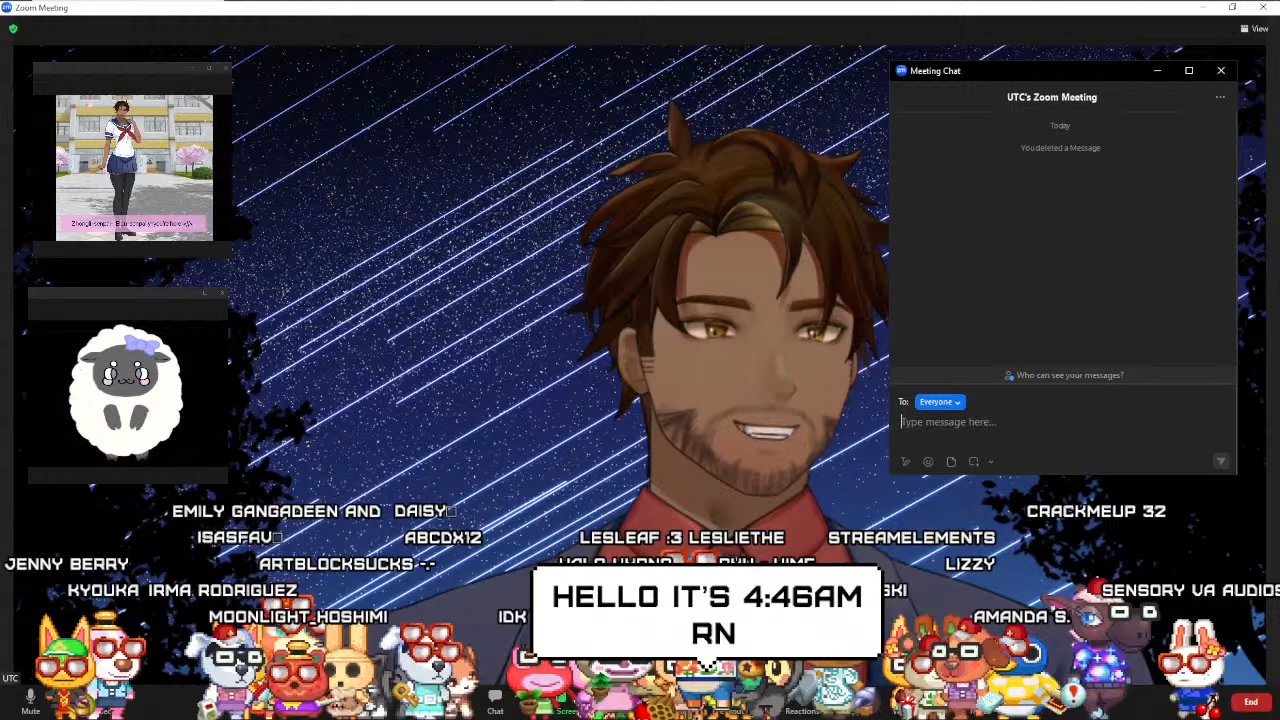 Zoom Meeting
View
Meeting Chat
UTC's Zoom Meeting
Today
You deleted a Message
Who can see your messages?
To: Everyone
Type message here...
EMILY GANGADEEN AND DAISY
CRACKMEUP 32
ISASFAV
ABCDX12
LESLEAF :3 LESLIETHE
STREAMELEMENTS
JENNY BERRY
ARTBLOCKSUCKS -.-
LIZZY
KYOUKA IRMA RODRIGUEZ
SENSORY VA AUDIOS
MOONLIGHT HOSHIMI
IDK
AMANDA S.
HELLO IT'S 4:46AM
RN
UTC
Mute
Chat
Reactions
End